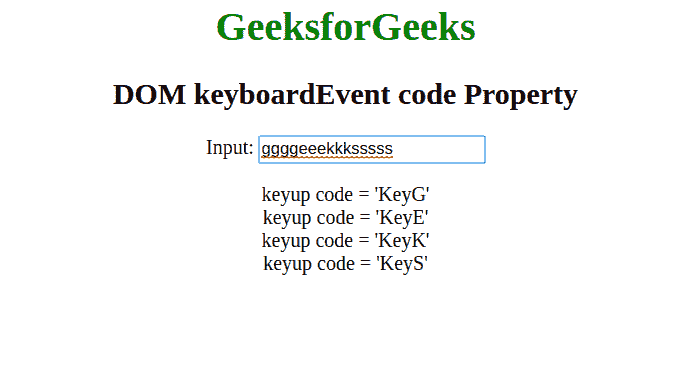 GeeksforGeeks
DOM keyboardEvent code Property
Input: ggggeeekkksssss
keyup code = 'KeyG'
keyup code = 'KeyE'
keyup code = 'KeyK'
keyup code = 'KeyS'